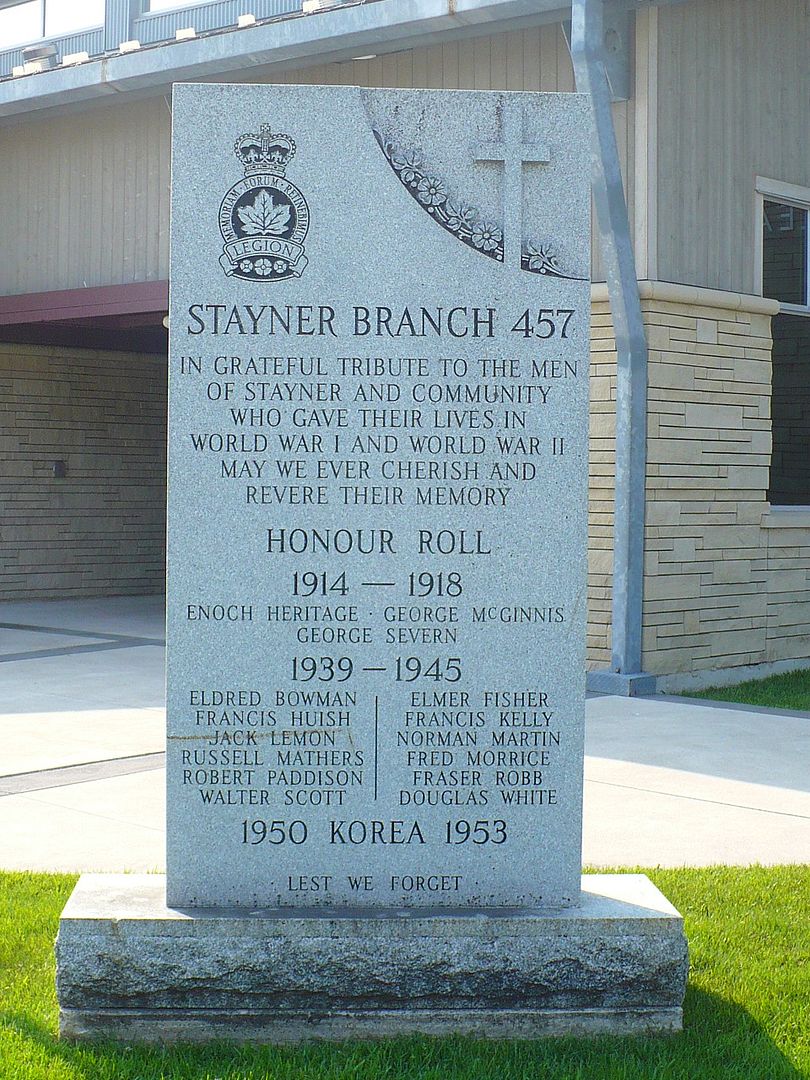 MEMORIAM EORUM RETINEBIMUS
LEGION
STAYNER BRANCH 457
IN GRATEFUL TRIBUTE TO THE MEN
OF STAYNER AND COMMUNITY
WHO GAVE THEIR LIVES IN
WORLD WAR I AND WORLD WAR II
MAY WE EVER CHERISH AND
REVERE THEIR MEMORY
HONOUR ROLL
1914 — 1918
ENOCH HERITAGE · GEORGE McGINNIS
GEORGE SEVERN
1939 — 1945
ELDRED BOWMAN
FRANCIS HUISH
JACK LEMON
RUSSELL MATHERS
ROBERT PADDISON
WALTER SCOTT
ELMER FISHER
FRANCIS KELLY
NORMAN MARTIN
FRED MORRICE
FRASER ROBB
DOUGLAS WHITE
1950 KOREA 1953
· LEST WE FORGET ·